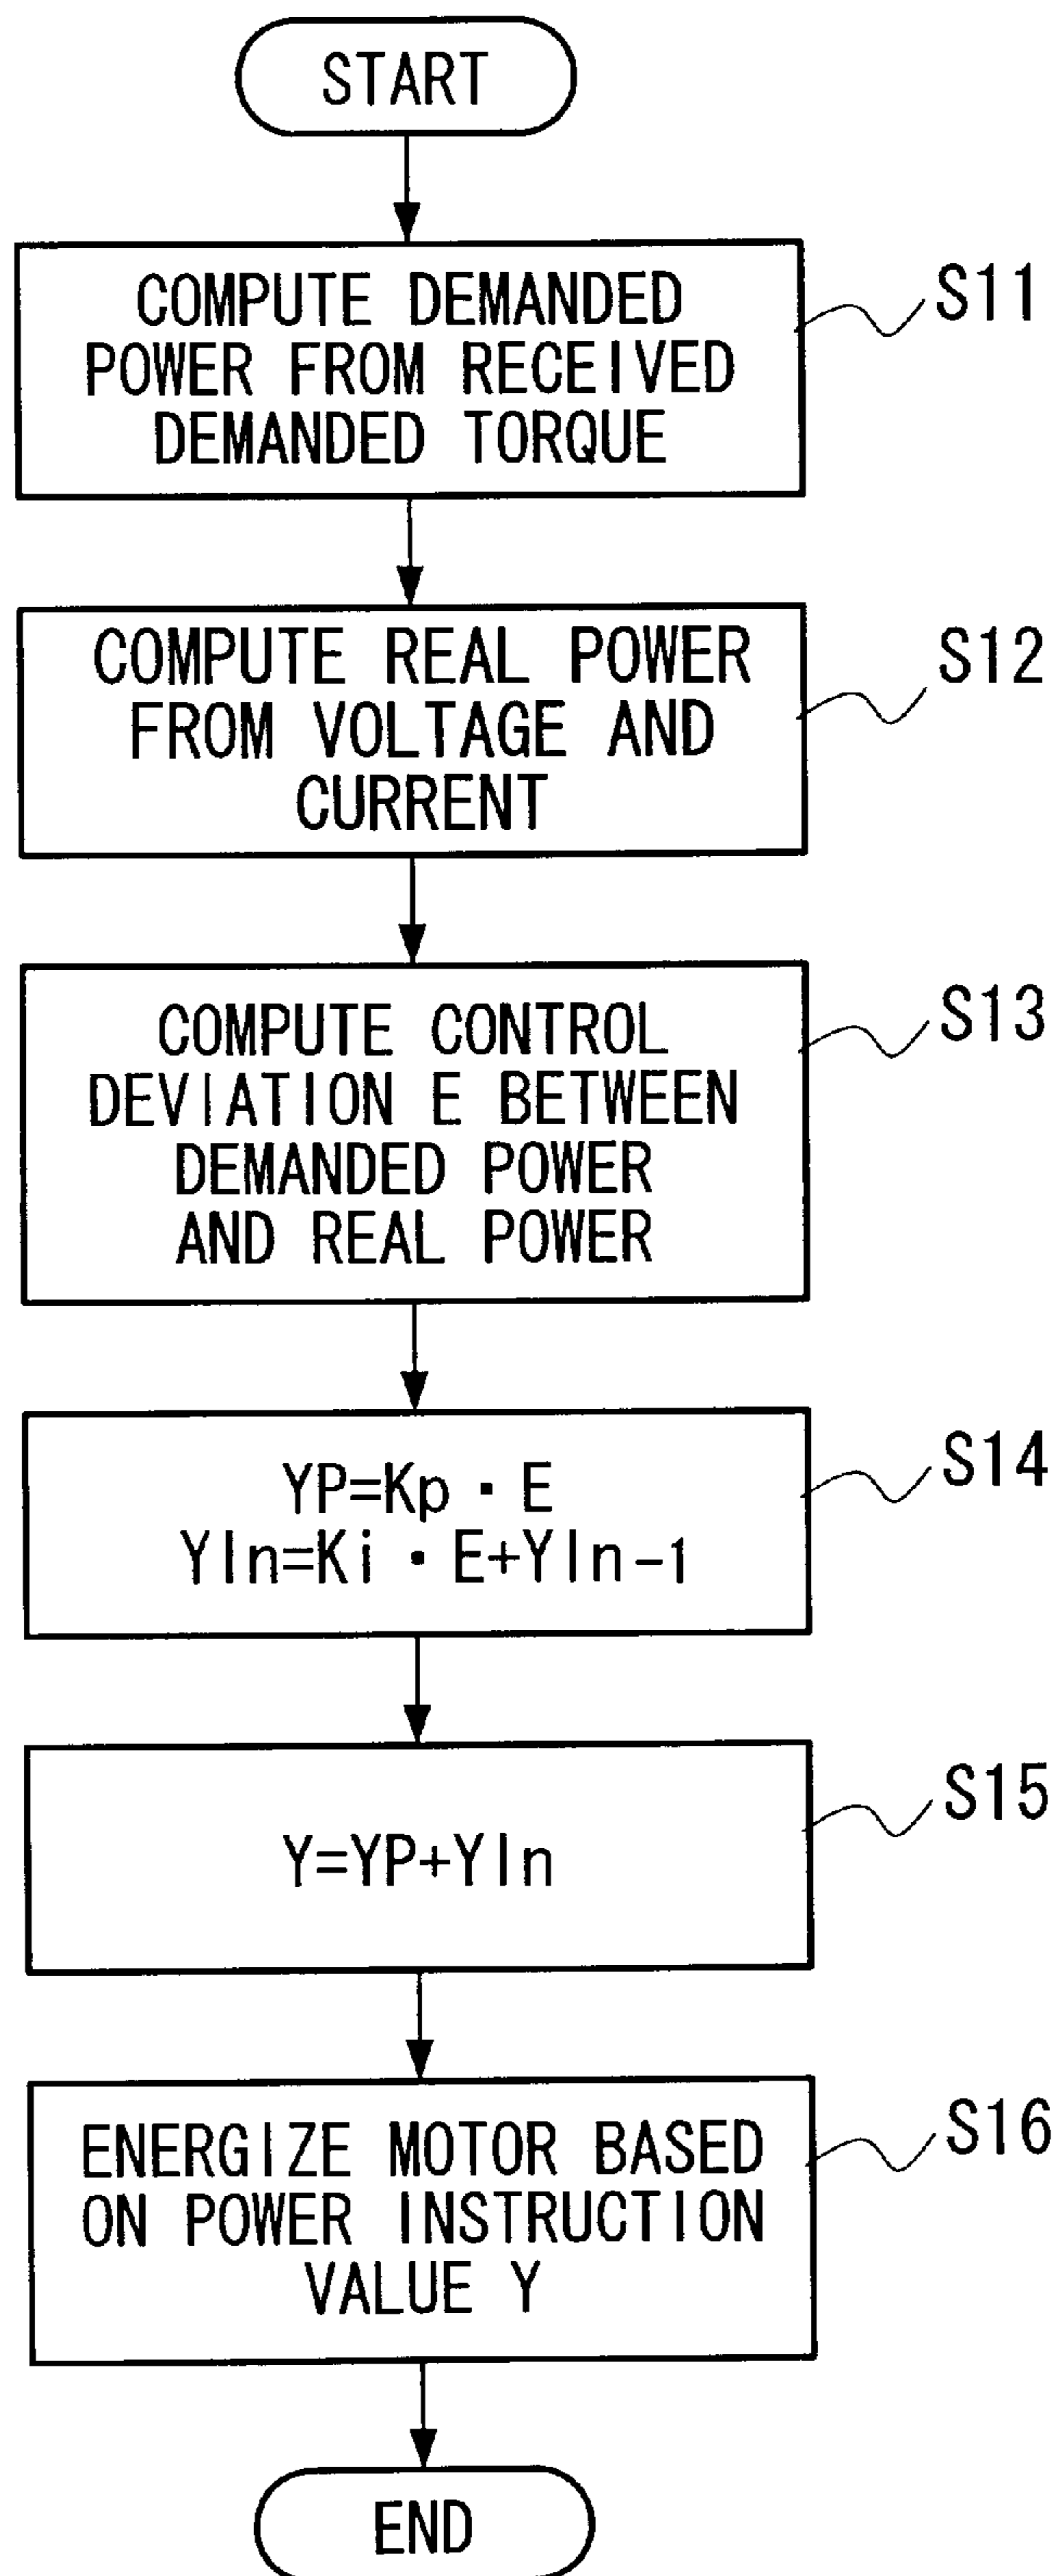 START
COMPUTE DEMANDED
POWER FROM RECEIVED
DEMANDED TORQUE
S11
COMPUTE REAL POWER
FROM VOLTAGE AND
CURRENT
S12
COMPUTE CONTROL
DEVIATION E BETWEEN
DEMANDED POWER
AND REAL POWER
S13
YP=Kp · E
YIn=Ki · E+YIn-1
S14
Y=YP+YIn
S15
ENERGIZE MOTOR BASED
ON POWER INSTRUCTION
VALUE Y
S16
END